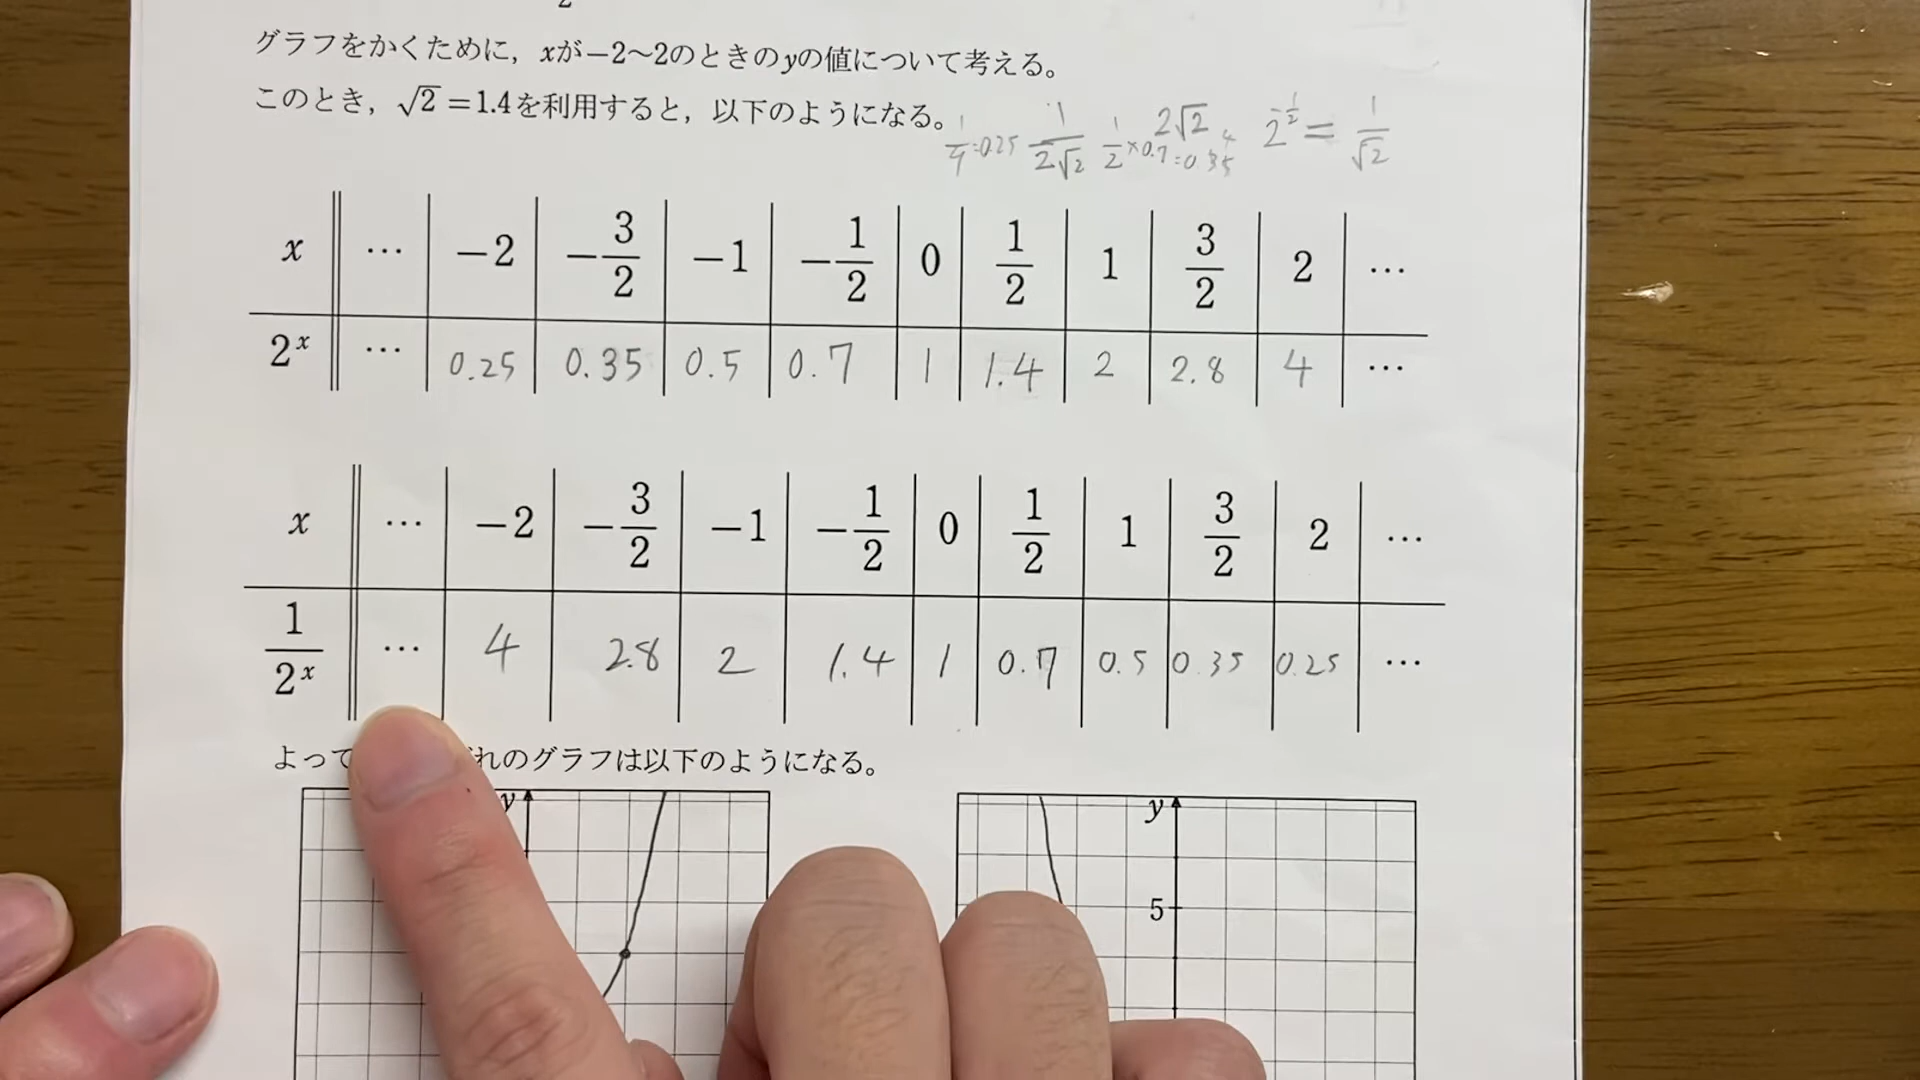 グラフをかくために，xが−2〜2のときのyの値について考える。
このとき，√2＝1.4を利用すると，以下のようになる。
1/4=0.25 1/2√2 1/2×0.7=0.35 2√2 2^-1/2 = 1/√2
x … −2 −3/2 −1 −1/2 0 1/2 1 3/2 2 …
2^x … 0.25 0.35 0.5 0.7 1 1.4 2 2.8 4 …
x … −2 −3/2 −1 −1/2 0 1/2 1 3/2 2 …
1/2^x … 4 2.8 2 1.4 1 0.7 0.5 0.35 0.25 …
よって れのグラフは以下のようになる。
y y
5